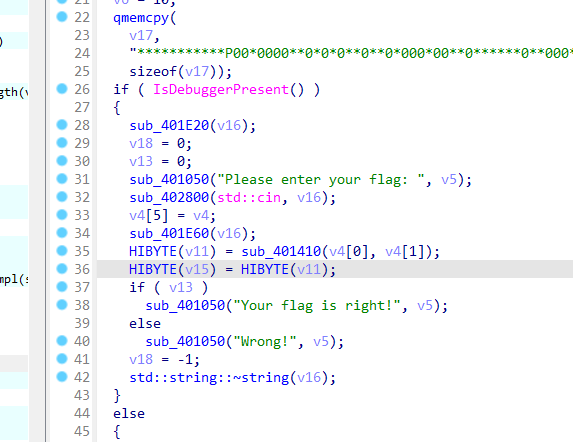 )
gth(v
mpl(s
21 v6 = 16;
22 qmemcpy(
23 v17,
24 "***********P00*0000**0*0*0**0**0*000*00**0******0**000*
25 sizeof(v17));
26 if ( IsDebuggerPresent() )
27 {
28 sub_401E20(v16);
29 v18 = 0;
30 v13 = 0;
31 sub_401050("Please enter your flag: ", v5);
32 sub_402800(std::cin, v16);
33 v4[5] = v4;
34 sub_401E60(v16);
35 HIBYTE(v11) = sub_401410(v4[0], v4[1]);
36 HIBYTE(v15) = HIBYTE(v11);
37 if ( v13 )
38 sub_401050("Your flag is right!", v5);
39 else
40 sub_401050("Wrong!", v5);
41 v18 = -1;
42 std::string::~string(v16);
43 }
44 else
45 {